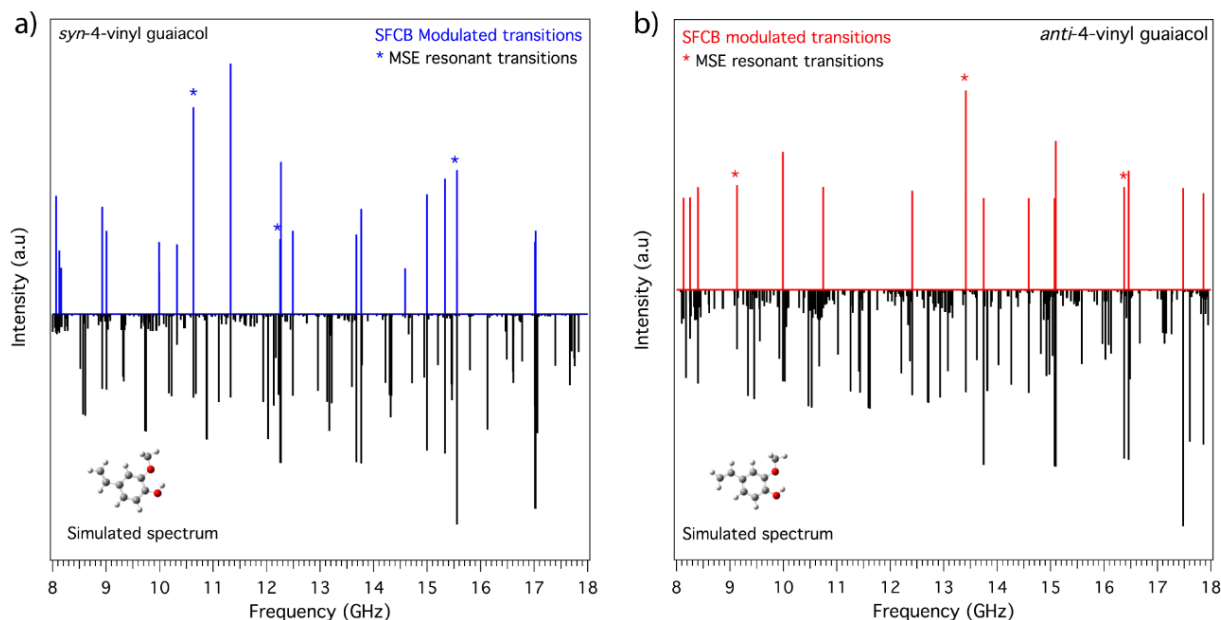 a)
syn-4-vinyl guaiacol
SFCB Modulated transitions
* MSE resonant transitions
*
*
*
Intensity (a.u)
Simulated spectrum
8 9 10 11 12 13 14 15 16 17 18
Frequency (GHz)
b)
SFCB modulated transitions
* MSE resonant transitions
anti-4-vinyl guaiacol
*
*
*
Intensity (a.u)
Simulated spectrum
8 9 10 11 12 13 14 15 16 17 18
Frequency (GHz)